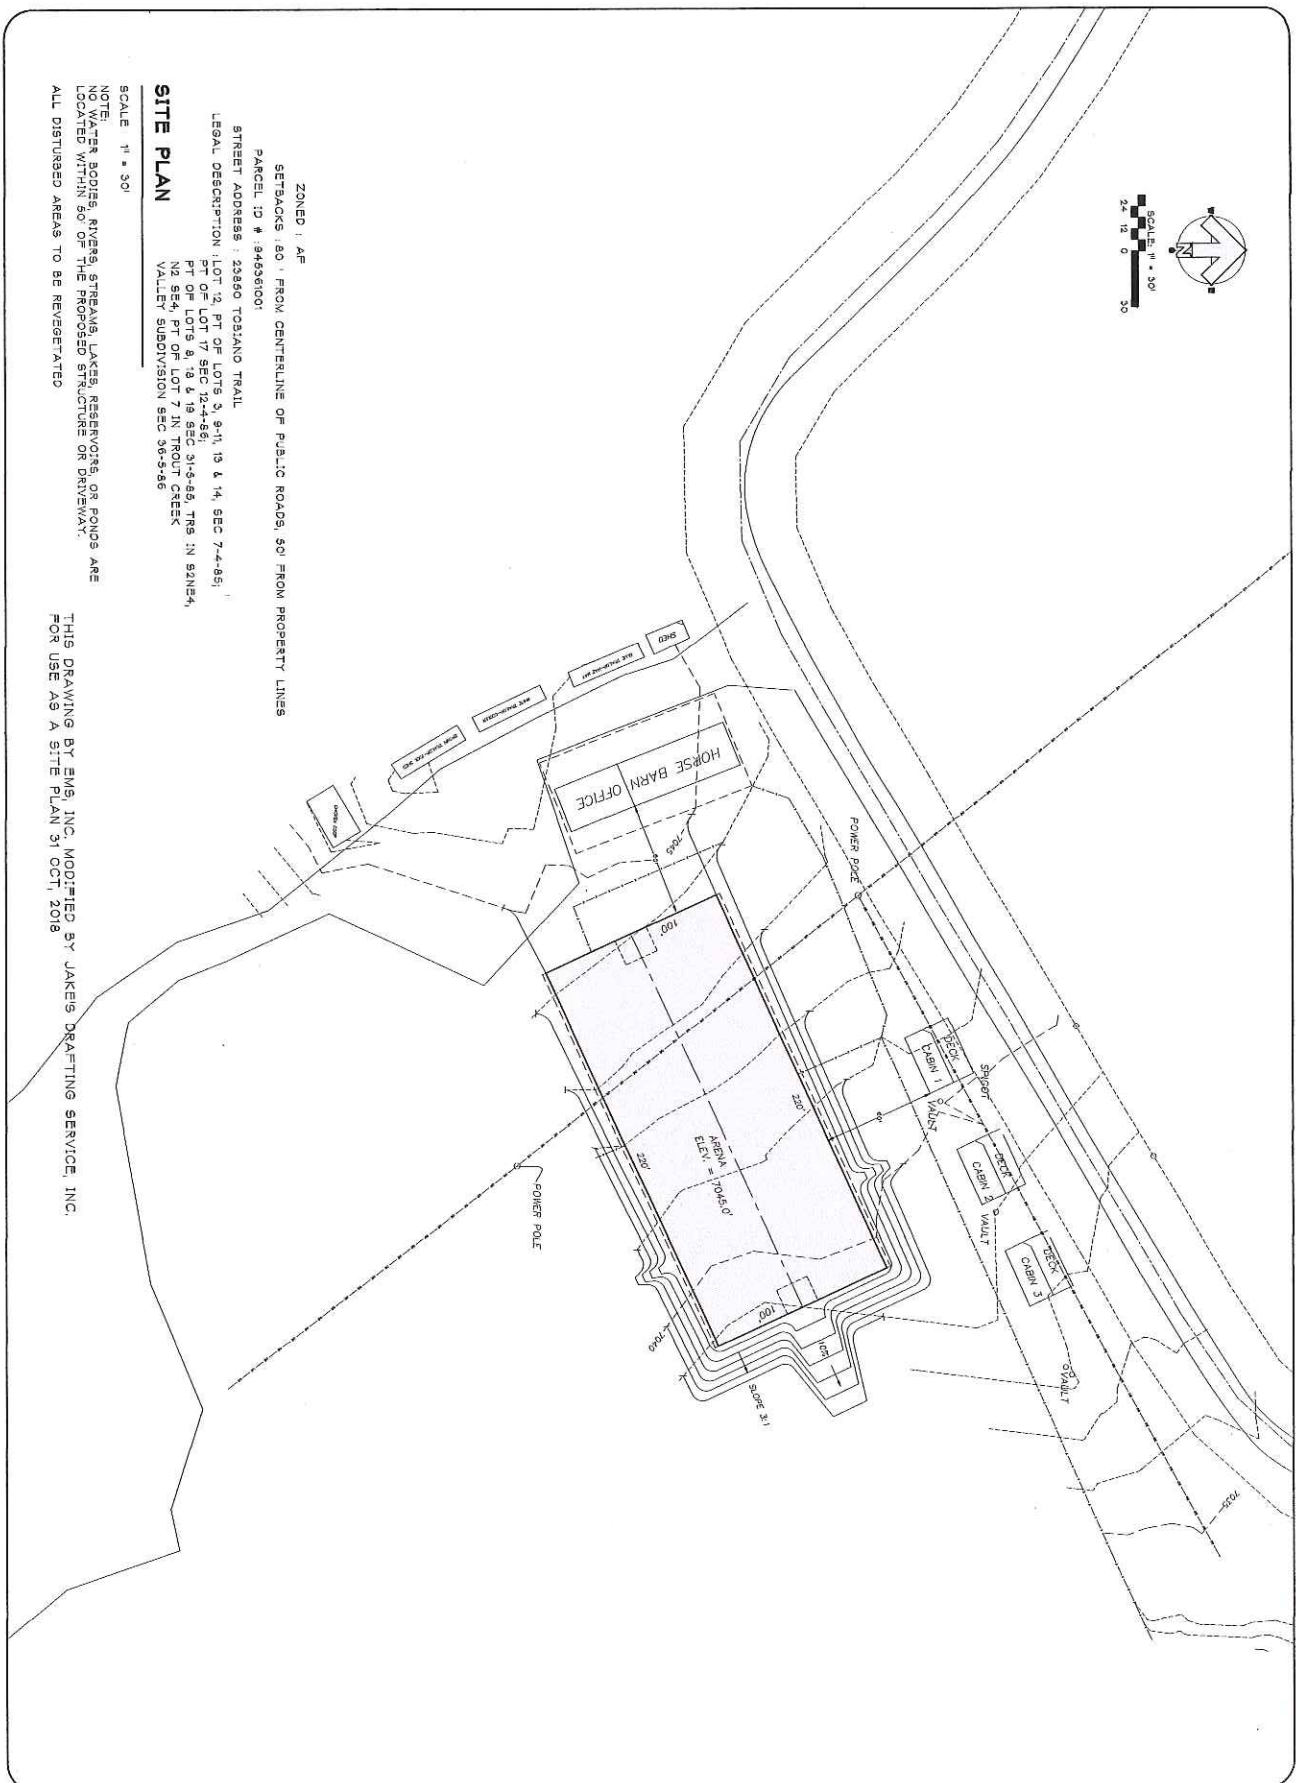 SCALE: 1" = 30'
24 12 0 30
N
ZONED : AF
SETBACKS : 80 ' FROM CENTERLINE OF PUBLIC ROADS, 50' FROM PROPERTY LINES
PARCEL ID # : 945361001
STREET ADDRESS : 23850 TOBIANO TRAIL
LEGAL DESCRIPTION : LOT 12, PT OF LOTS 3, 9-11, 13 & 14, SEC 7-4-85;
PT OF LOT 17 SEC 12-4-86;
PT OF LOTS 8, 18 & 19 SEC 31-5-85, TRS IN S2NE4,
N2 SE4, PT OF LOT 7 IN TROUT CREEK
VALLEY SUBDIVISION SEC 36-5-86
SITE PLAN
SCALE 1" = 30'
NOTE:
NO WATER BODIES, RIVERS, STREAMS, LAKES, RESERVOIRS, OR PONDS ARE
LOCATED WITHIN 50' OF THE PROPOSED STRUCTURE OR DRIVEWAY.
ALL DISTURBED AREAS TO BE REVEGETATED
THIS DRAWING BY EMS, INC. MODIFIED BY JAKE'S DRAFTING SERVICE, INC.
FOR USE AS A SITE PLAN 31 OCT, 2018
SHED
HORSE BARN
OFFICE
7045
60'
100'
POWER POLE
DECK
CABIN 1
SPIGOT
VAULT
60'
220'
DECK
CABIN 2
VAULT
DECK
CABIN 3
VAULT
ARENA
ELEV. = 7045.0'
220'
POWER POLE
100'
10%
7040
SLOPE 3:1
7035